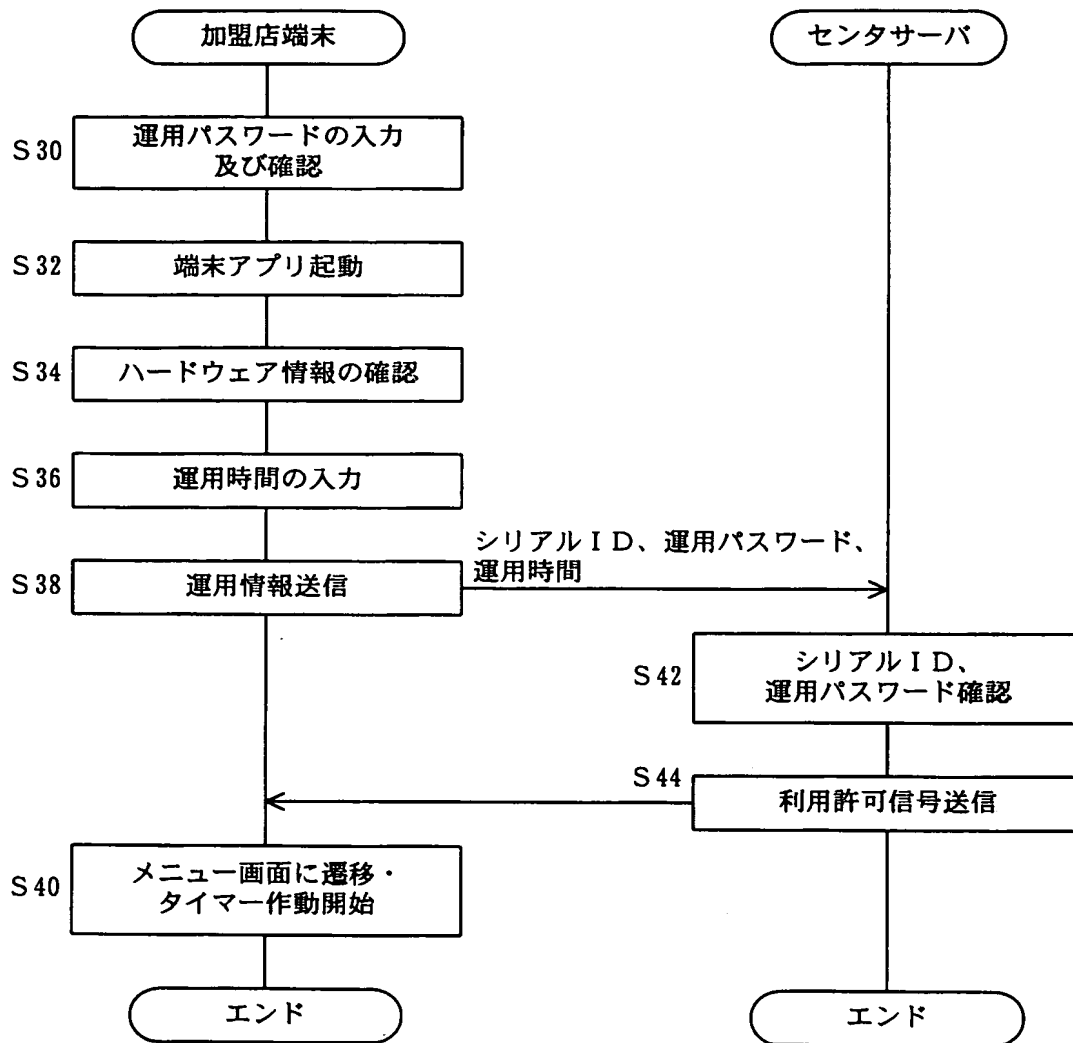 加盟店端末
センタサーバ
S30
運用パスワードの入力
及び確認
S32
端末アプリ起動
S34
ハードウェア情報の確認
S36
運用時間の入力
シリアルID、運用パスワード、
運用時間
S38
運用情報送信
S42
シリアルID、
運用パスワード確認
S44
利用許可信号送信
S40
メニュー画面に遷移・
タイマー作動開始
エンド
エンド